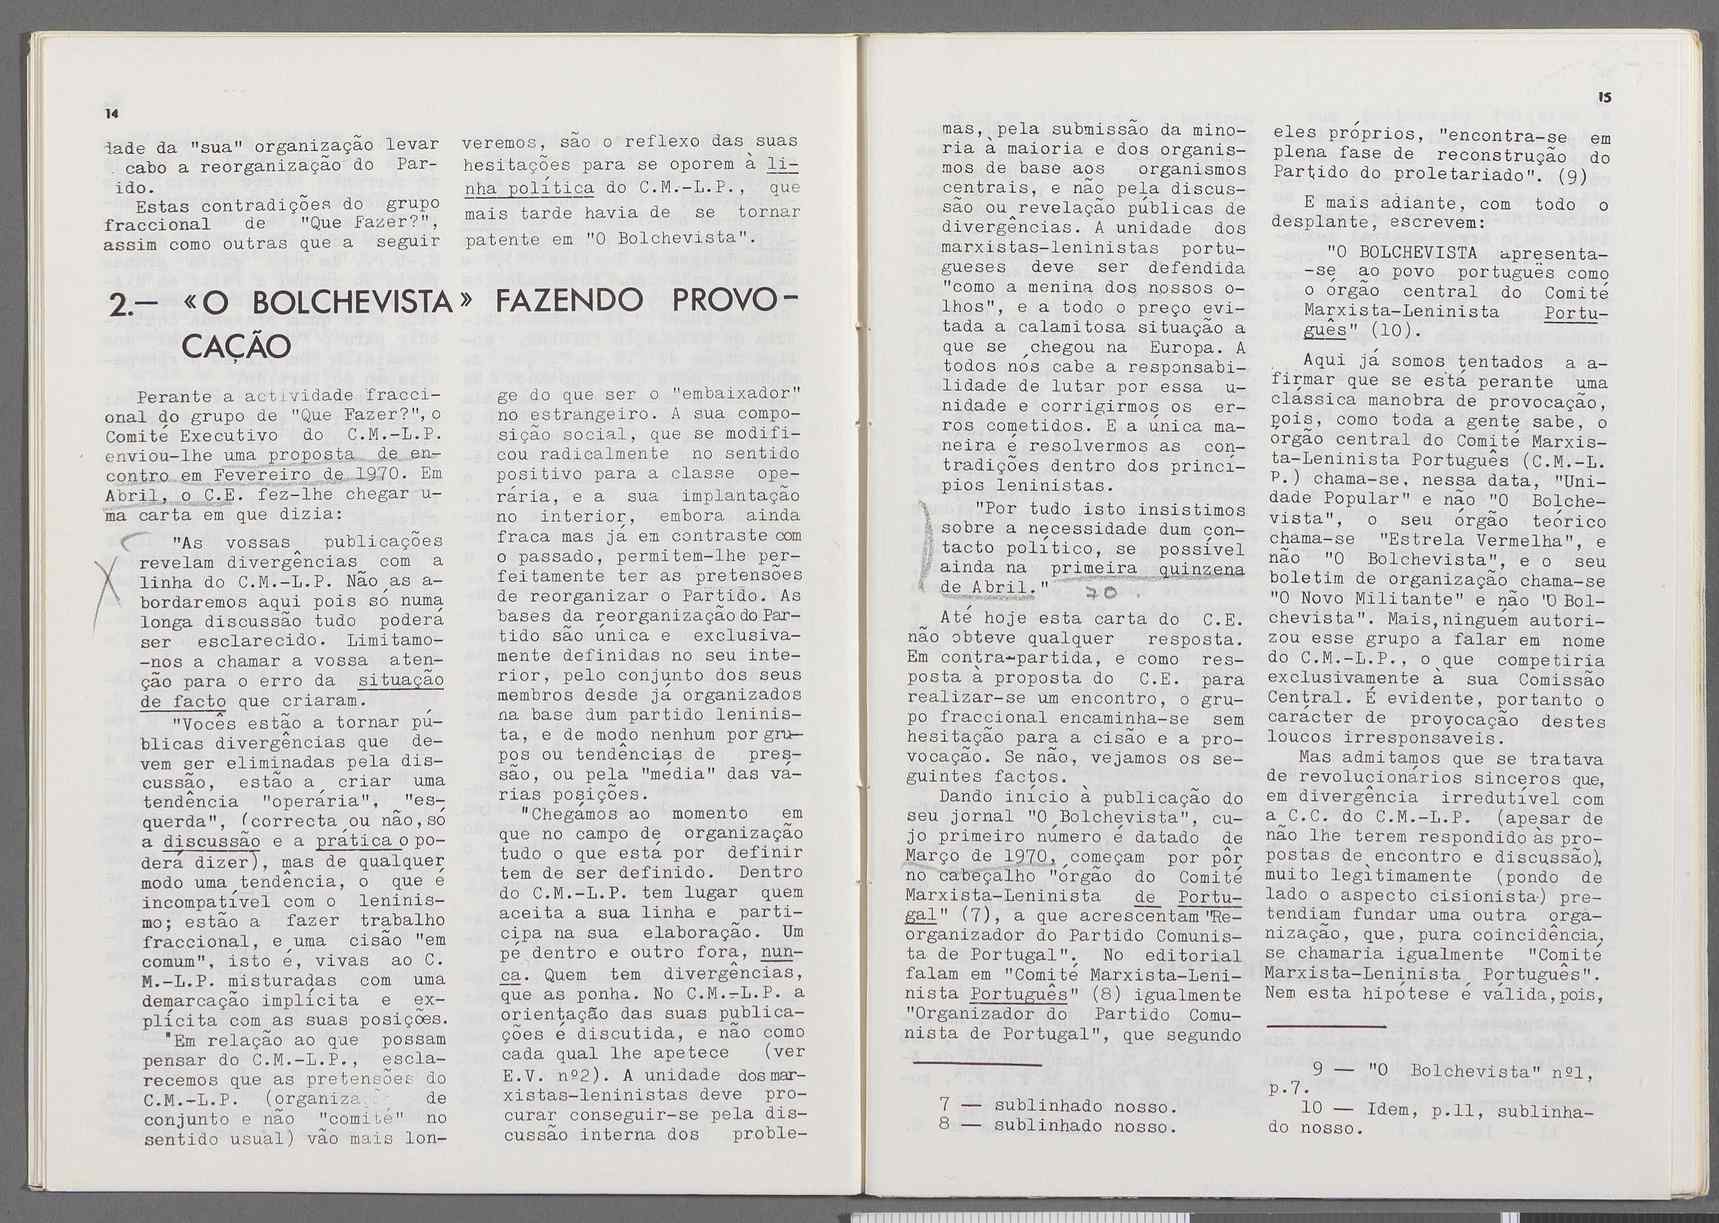 14
dade da "sua" organização levar
a cabo a reorganização do Par-
ido.
Estas contradições do grupo
fraccional de "Que Fazer?",
assim como outras que a seguir
veremos, são o reflexo das suas
hesitações para se oporem à li-
nha política do C.M.-L.P., que
mais tarde havia de se tornar
patente em "O Bolchevista".
2.— «O BOLCHEVISTA» FAZENDO PROVO-
CAÇÃO
Perante a actividade fracci-
onal do grupo de "Que Fazer?", o
Comité Executivo do C.M.-L.P.
enviou-lhe uma proposta de en-
contro em Fevereiro de 1970. Em
Abril, o C.E. fez-lhe chegar u-
ma carta em que dizia:
"As vossas publicações
revelam divergências com a
linha do C.M.-L.P. Não as a-
bordaremos aqui pois só numa
longa discussão tudo poderá
ser esclarecido. Limitamo-
-nos a chamar a vossa aten-
ção para o erro da situação
de facto que criaram.
"Vocês estão a tornar pú-
blicas divergências que de-
vem ser eliminadas pela dis-
cussão, estão a criar uma
tendência "operária", "es-
querda", (correcta ou não, só
a discussão e a prática o po-
derá dizer), mas de qualquer
modo uma tendência, o que é
incompatível com o leninis-
mo; estão a fazer trabalho
fraccional, e uma cisão "em
comum", isto é, vivas ao C.
M.-L.P. misturadas com uma
demarcação implícita e ex-
plícita com as suas posições.
"Em relação ao que possam
pensar do C.M.-L.P., escla-
recemos que as pretensões do
C.M.-L.P. (organização de
conjunto e não "comité" no
sentido usual) vão mais lon-
ge do que ser o "embaixador"
no estrangeiro. A sua compo-
sição social, que se modifi-
cou radicalmente no sentido
positivo para a classe ope-
rária, e a sua implantação
no interior, embora ainda
fraca mas já em contraste com
o passado, permitem-lhe per-
feitamente ter as pretensões
de reorganizar o Partido. As
bases da reorganização do Par-
tido são única e exclusiva-
mente definidas no seu inte-
rior, pelo conjunto dos seus
membros desde já organizados
na base dum partido leninis-
ta, e de modo nenhum por gru-
pos ou tendências de pres-
são, ou pela "média" das vá-
rias posições.
"Chegámos ao momento em
que no campo de organização
tudo o que está por definir
tem de ser definido. Dentro
do C.M.-L.P. tem lugar quem
aceita a sua linha e parti-
cipa na sua elaboração. Um
pé dentro e outro fora, nun-
ca. Quem tem divergências,
que as ponha. No C.M.-L.P. a
orientação das suas publica-
ções é discutida, e não como
cada qual lhe apetece (ver
E.V. nº2). A unidade dos mar-
xistas-leninistas deve pro-
curar conseguir-se pela dis-
cussão interna dos proble-
15
mas, pela submissão da mino-
ria à maioria e dos organis-
mos de base aos organismos
centrais, e não pela discus-
são ou revelação públicas de
divergências. A unidade dos
marxistas-leninistas portu-
gueses deve ser defendida
"como a menina dos nossos o-
lhos", e a todo o preço evi-
tada a calamitosa situação a
que se chegou na Europa. A
todos nós cabe a responsabi-
lidade de lutar por essa u-
nidade e corrigirmos os er-
ros cometidos. E a única ma-
neira é resolvermos as con-
tradições dentro dos princí-
pios leninistas.
"Por tudo isto insistimos
sobre a necessidade dum con-
tacto político, se possível
ainda na primeira quinzena
de Abril." 70.
Até hoje esta carta do C.E.
não obteve qualquer resposta.
Em contra-partida, e como res-
posta à proposta do C.E. para
realizar-se um encontro, o gru-
po fraccional encaminha-se sem
hesitação para a cisão e a pro-
vocação. Se não, vejamos os se-
guintes factos.
Dando início à publicação do
seu jornal "O Bolchevista", cu-
jo primeiro número é datado de
Março de 1970, começam por pôr
no cabeçalho "órgão do Comité
Marxista-Leninista de Portu-
gal" (7), a que acrescentam "Re-
organizador do Partido Comunis-
ta de Portugal". No editorial
falam em "Comité Marxista-Leni-
nista Português" (8) igualmente
"Organizador do Partido Comu-
nista de Portugal", que segundo
7 — sublinhado nosso.
8 — sublinhado nosso.
eles próprios, "encontra-se em
plena fase de reconstrução do
Partido do proletariado". (9)
E mais adiante, com todo o
desplante, escrevem:
"O BOLCHEVISTA apresenta-
-se ao povo português como
o órgão central do Comité
Marxista-Leninista Portu-
guês" (10).
Aqui já somos tentados a a-
firmar que se está perante uma
clássica manobra de provocação,
pois, como toda a gente sabe, o
órgão central do Comité Marxis-
ta-Leninista Português (C.M.-L.
P.) chama-se, nessa data, "Uni-
dade Popular" e não "O Bolche-
vista", o seu órgão teórico
chama-se "Estrela Vermelha", e
não "O Bolchevista", e o seu
boletim de organização chama-se
"O Novo Militante" e não "O Bol-
chevista". Mais, ninguém autori-
zou esse grupo a falar em nome
do C.M.-L.P., o que competiria
exclusivamente à sua Comissão
Central. É evidente, portanto o
carácter de provocação destes
loucos irresponsáveis.
Mas admitamos que se tratava
de revolucionários sinceros que,
em divergência irredutível com
a C.C. do C.M.-L.P. (apesar de
não lhe terem respondido às pro-
postas de encontro e discussão),
muito legitimamente (pondo de
lado o aspecto cisionista) pre-
tendiam fundar uma outra orga-
nização, que, pura coincidência,
se chamaria igualmente "Comité
Marxista-Leninista Português".
Nem esta hipótese é válida, pois,
9 — "O Bolchevista" nº1,
p.7.
10 — Idem, p.11, sublinha-
do nosso.